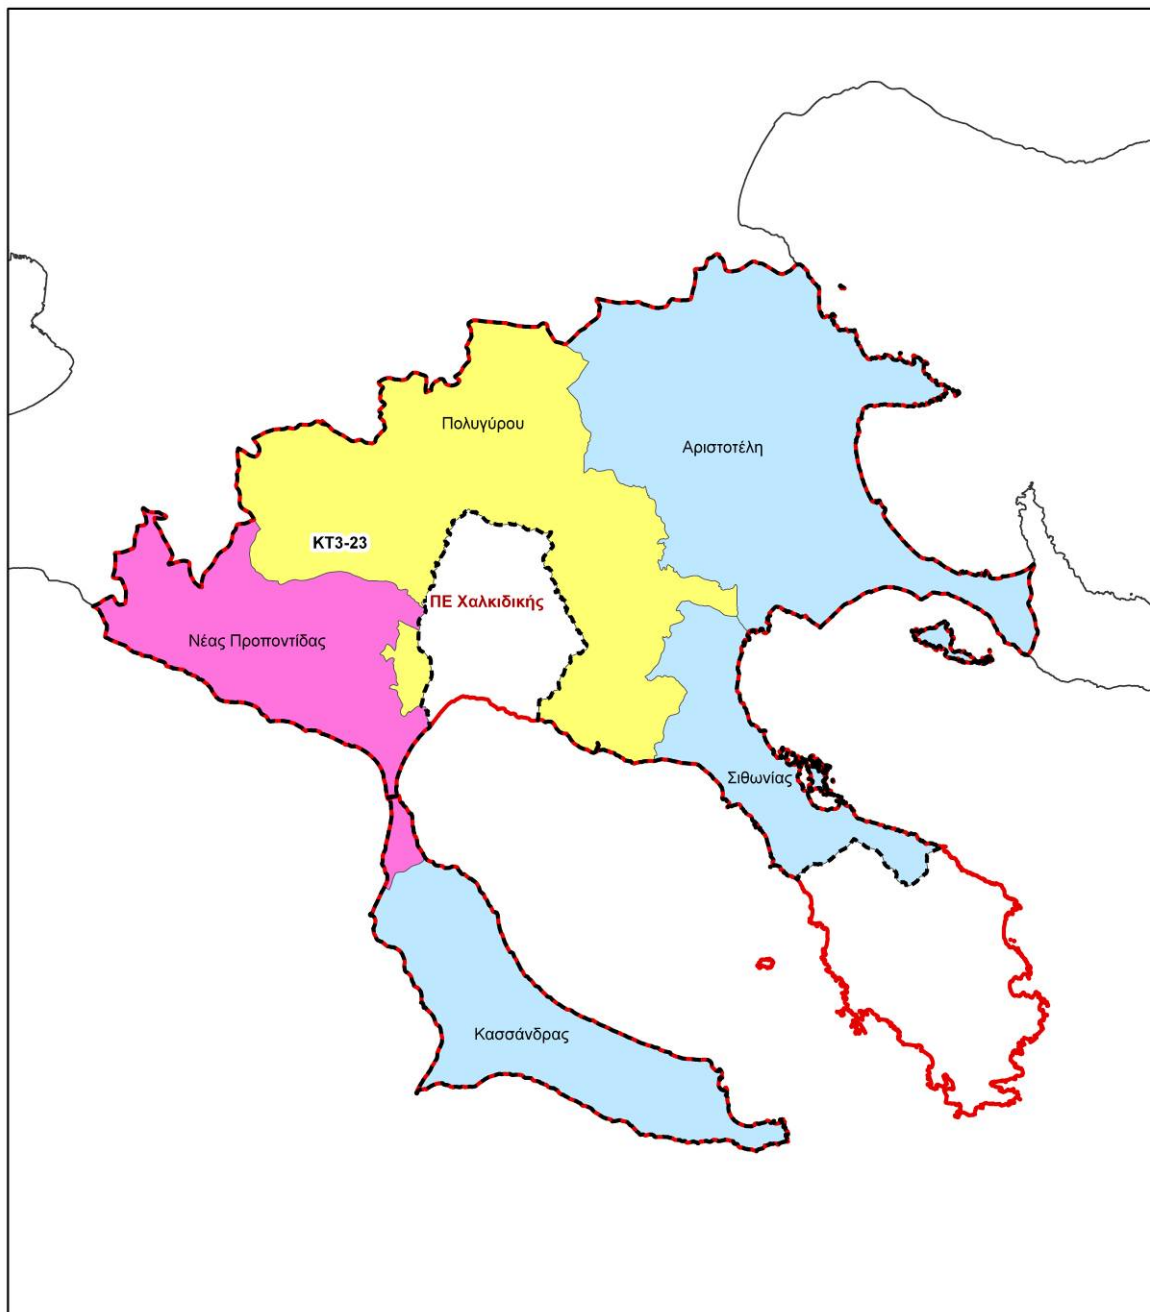 Πολυγύρου
Αριστοτέλη
ΚΤ3-23
ΠΕ Χαλκιδικής
Νέας Προποντίδας
Σιθωνίας
Κασσάνδρας